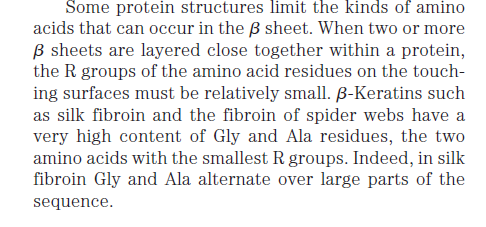 Some protein structures limit the kinds of amino
acids that can occur in the β sheet. When two or more
β sheets are layered close together within a protein,
the R groups of the amino acid residues on the touch-
ing surfaces must be relatively small. β-Keratins such
as silk fibroin and the fibroin of spider webs have a
very high content of Gly and Ala residues, the two
amino acids with the smallest R groups. Indeed, in silk
fibroin Gly and Ala alternate over large parts of the
sequence.